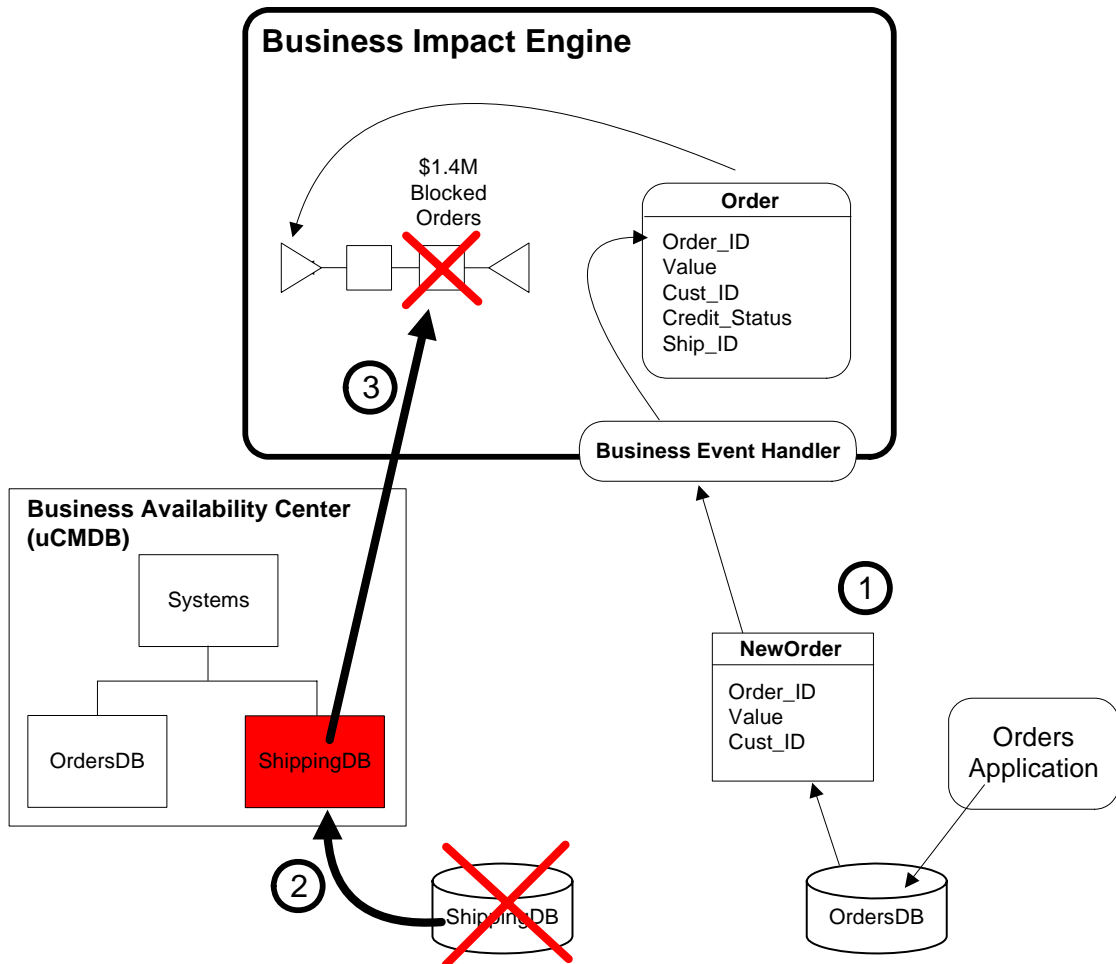 Business Impact Engine
$1.4M
Blocked
Orders
Order
Order_ID
Value
Cust_ID
Credit_Status
Ship_ID
3
Business Event Handler
Business Availability Center
(uCMDB)
Systems
OrdersDB
ShippingDB
1
NewOrder
Order_ID
Value
Cust_ID
Orders
Application
2
ShippingDB
OrdersDB